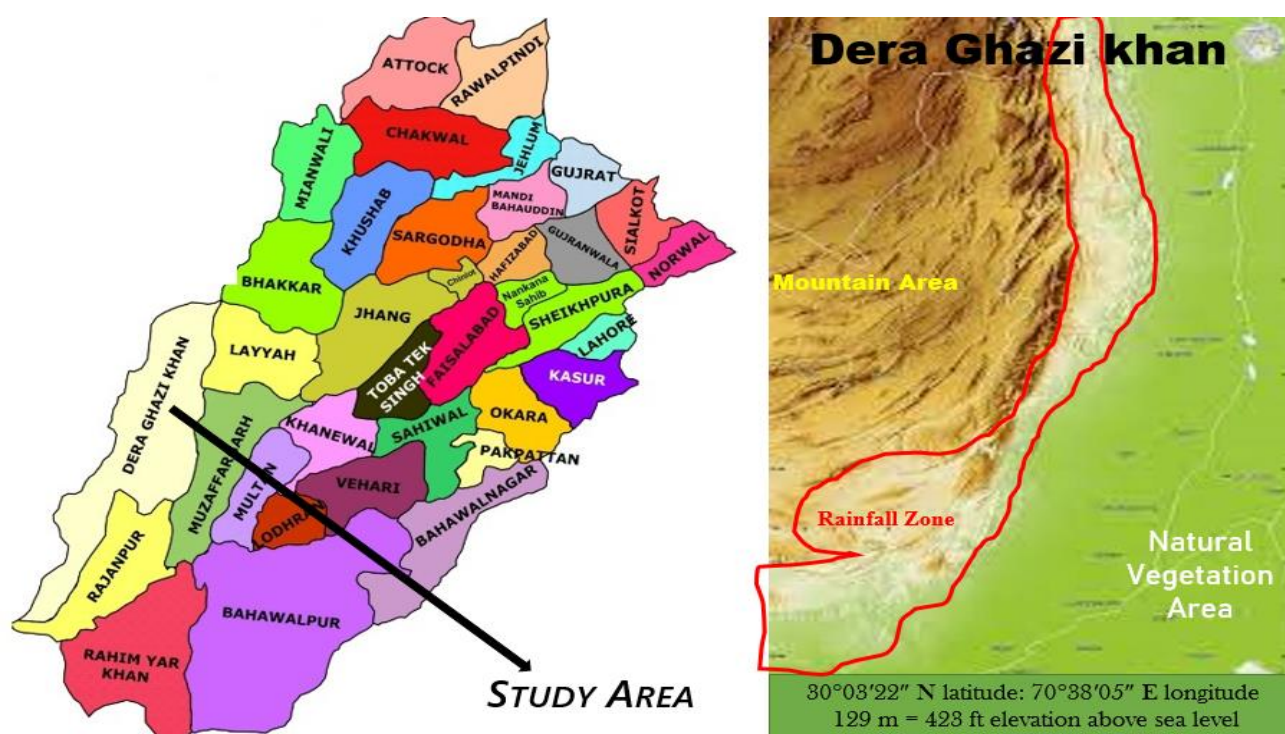 ATTOCK
RAWALPINDI
CHAKWAL
JEHLUM
MIANWALI
GUJRAT
KHUSHAB
MANDI
BAHAUDDIN
SIALKOT
SARGODHA
HAFIZABAD
GUJRANWALA
NORWAL
BHAKKAR
Chiniot
Nankana
Sahib
SHEIKHPURA
JHANG
FAISALABAD
LAHORE
LAYYAH
TOBA TEK
SINGH
KASUR
DERA GHAZI KHAN
OKARA
KHANEWAL
SAHIWAL
PAKPATTAN
MUZAFFARGARH
MULTAN
VEHARI
BAHAWALNAGAR
LODHRAN
RAJANPUR
BAHAWALPUR
RAHIM YAR
KHAN
STUDY AREA
Dera Ghazi khan
Mountain Area
Rainfall Zone
Natural
Vegetation
Area
30°03'22" N latitude: 70°38'05" E longitude
129 m = 423 ft elevation above sea level